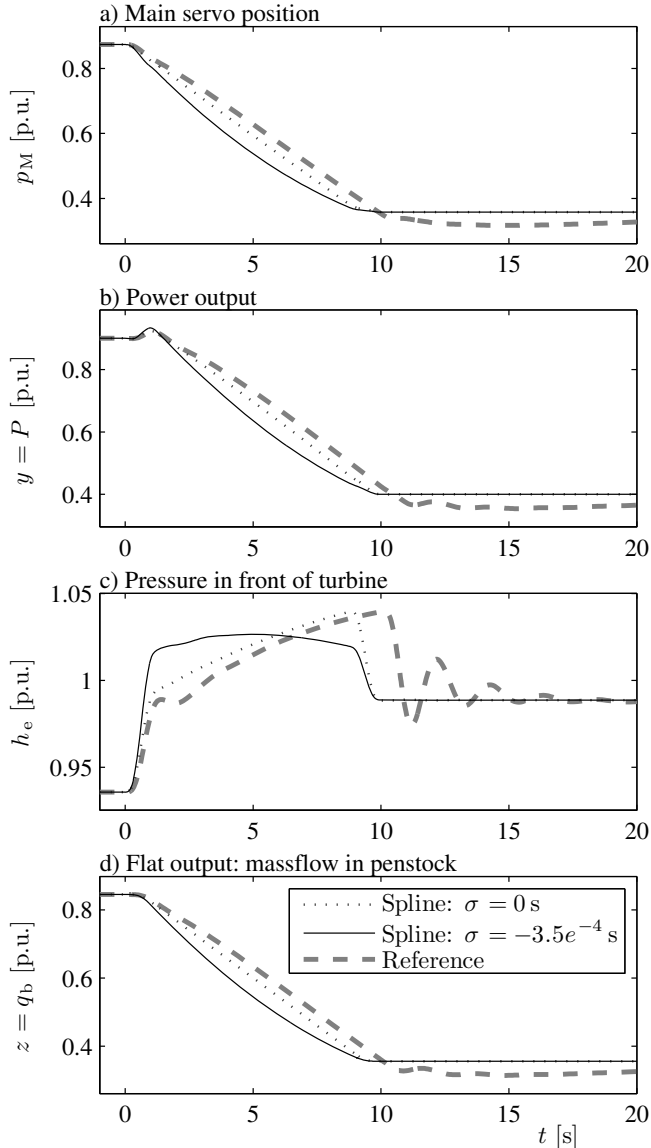 a) Main servo position
p_M [p.u.]
0.8
0.6
0.4
0 5 10 15 20
b) Power output
y = P [p.u.]
0.8
0.6
0.4
0 5 10 15 20
c) Pressure in front of turbine
h_e [p.u.]
1.05
1
0.95
0 5 10 15 20
d) Flat output: massflow in penstock
z = q_b [p.u.]
0.8
0.6
0.4
Spline: σ = 0 s
Spline: σ = −3.5e^{−4} s
Reference
0 5 10 15 20
t [s]